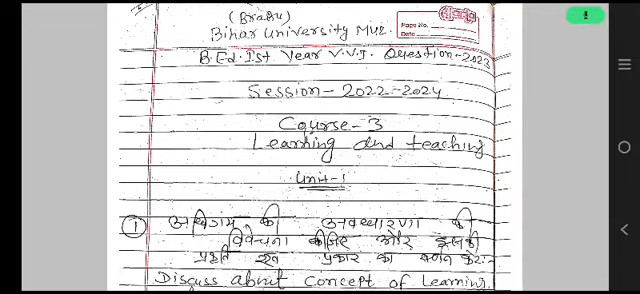 (Brabu)
Bihar University MUZ.
Page No.
Date
B.Ed. Ist Year V.V.I. Question-2023
Session-2022-2024
Course-3
Learning and teaching
Unit-1
① अधिगम की अवधारणा की
विवेचना कीजिए और इसकी
प्रकृति एवं प्रकार का वर्णन करें:-
Discuss about Concept of Learning.